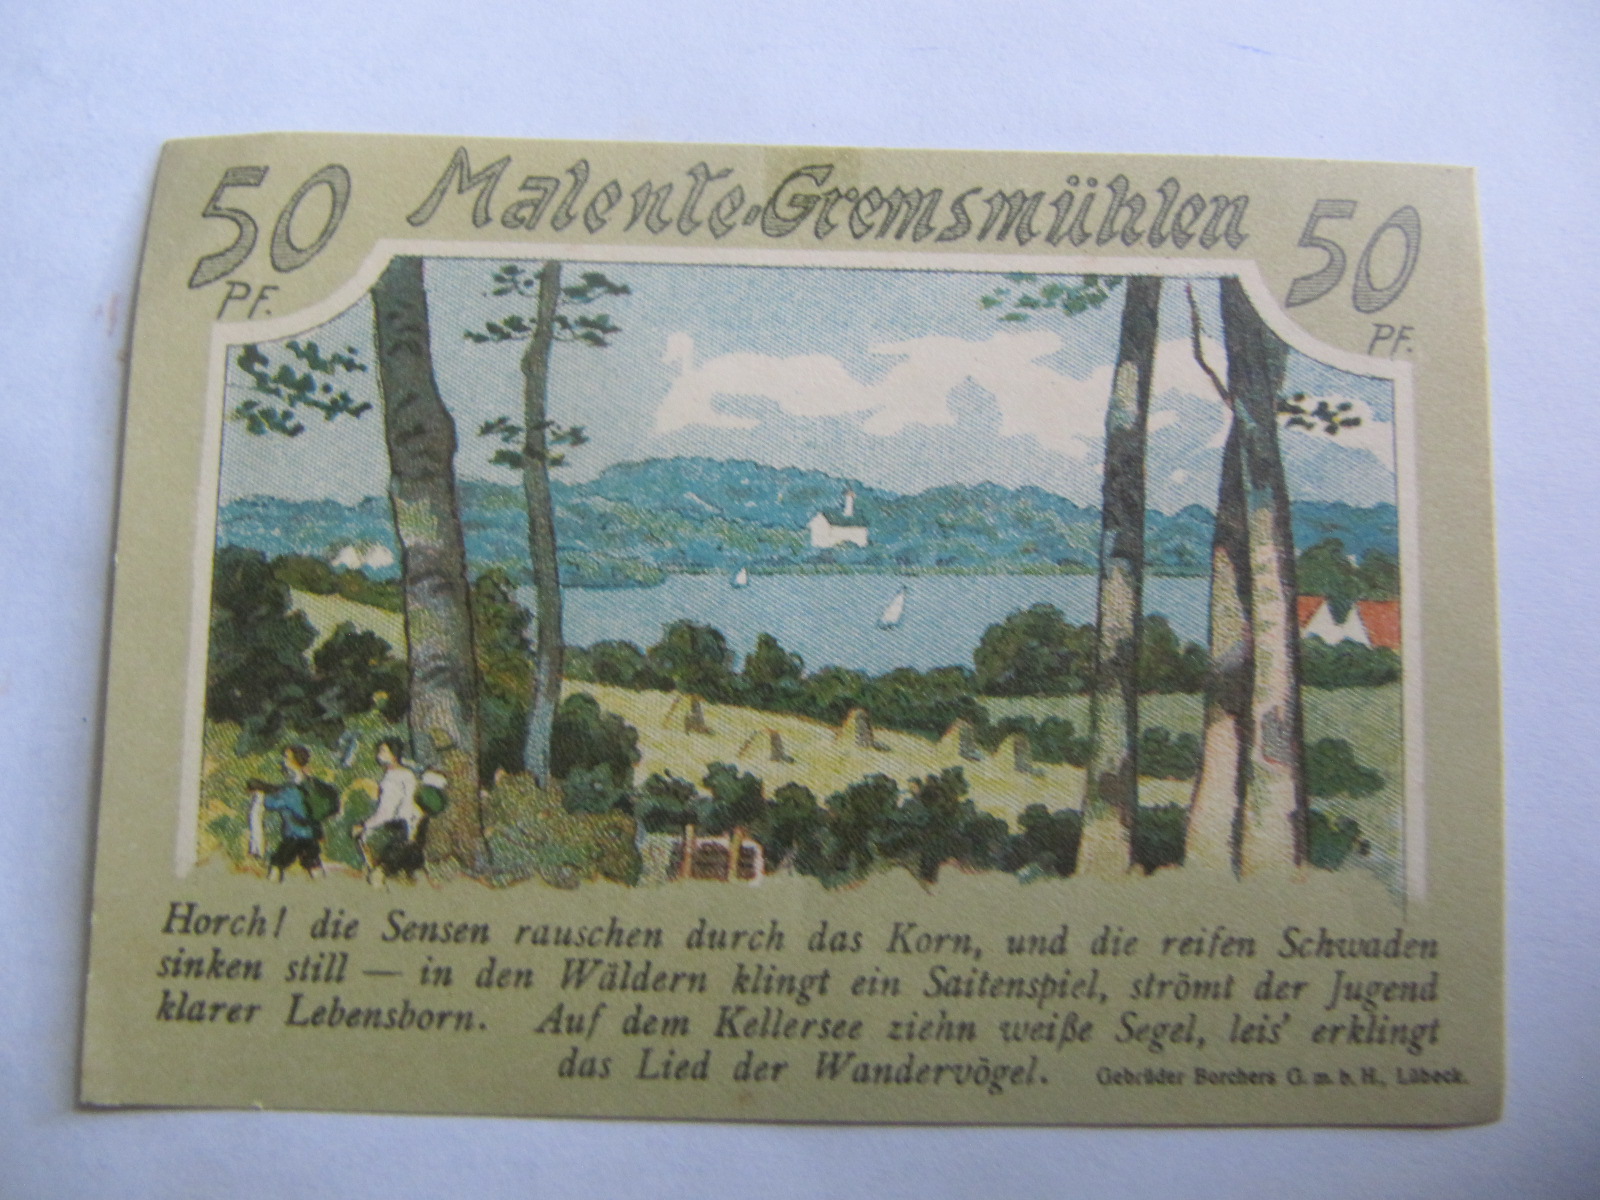 50 Malente-Gremsmühlen 50
PF. PF.
Horch! die Sensen rauschen durch das Korn, und die reifen Schwaden
sinken still — in den Wäldern klingt ein Saitenspiel, strömt der Jugend
klarer Lebensborn. Auf dem Kellersee ziehn weiße Segel, leis' erklingt
das Lied der Wandervögel. Gebrüder Borchers G. m. b. H., Lübeck.